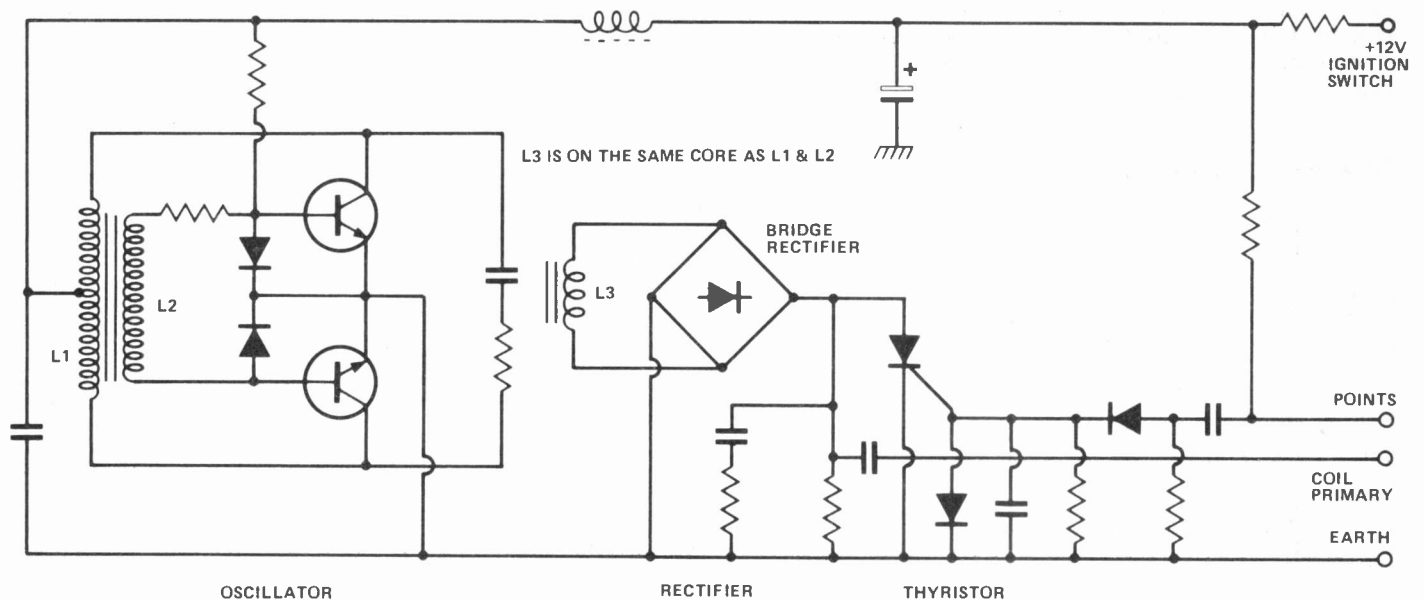 +12V
IGNITION
SWITCH
+
L3 IS ON THE SAME CORE AS L1 & L2
BRIDGE
RECTIFIER
L2
L3
L1
POINTS
COIL
PRIMARY
EARTH
OSCILLATOR
RECTIFIER
THYRISTOR